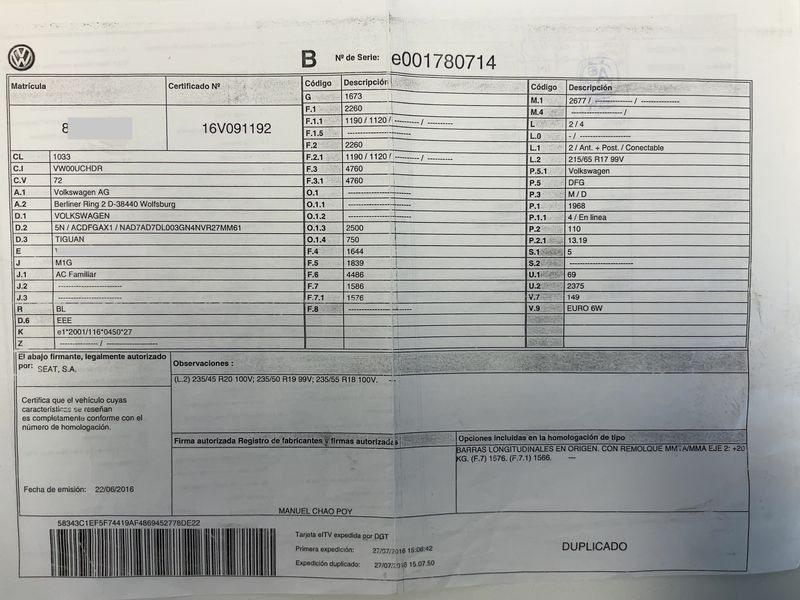 B Nº de Serie: e001780714
Matrícula Certificado Nº
8 16V091192
CL 1033
C.I VW00UCHDR
C.V 72
A.1 Volkswagen AG
A.2 Berliner Ring 2 D-38440 Wolfsburg
D.1 VOLKSWAGEN
D.2 5N / ACDFGAX1 / NAD7AD7DL003GN4NVR27MM61
D.3 TIGUAN
E
J M1G
J.1 AC Familiar
J.2 ------------------------
J.3 ------------------------
R BL
D.6 EEE
K e1*2001/116*0450*27
Z -------------- / ------------------
Código Descripción
G 1673
F.1 2260
F.1.1 1190 / 1120 / ---------- / ------------
F.1.5 ------------------------
F.2 2260
F.2.1 1190 / 1120 / ---------- / ------------
F.3 4760
F.3.1 4760
O.1 ------------------------
O.1.1 ------------------------
O.1.2 ------------------------
O.1.3 2500
O.1.4 750
F.4 1644
F.5 1839
F.6 4486
F.7 1586
F.7.1 1576
F.8 ------------------------
Código Descripción
M.1 2677 / -------------- / --------------
M.4 -------------- /
L 2 / 4
L.0 - / ------------------
L.1 2 / Ant. + Post. / Conectable
L.2 215/65 R17 99V
P.5.1 Volkswagen
P.5 DFG
P.3 M / D
P.1 1968
P.1.1 4 / En linea
P.2 110
P.2.1 13.19
S.1 5
S.2 ------------------------
U.1 69
U.2 2375
V.7 149
V.9 EURO 6W
El abajo firmante, legalmente autorizado
por: SEAT, S.A.
Certifica que el vehículo cuyas
características se reseñan
es completamente conforme con el
número de homologación.
Fecha de emisión: 22/06/2016
Observaciones :
(L.2) 235/45 R20 100V; 235/50 R19 99V; 235/55 R18 100V. --
Firma autorizada Registro de fabricantes y firmas autorizadas
MANUEL CHAO POY
Opciones incluidas en la homologación de tipo
BARRAS LONGITUDINALES EN ORIGEN. CON REMOLQUE MMTA/MMA EJE 2: +20
KG. (F.7) 1576. (F.7.1) 1566. ---
58343C1EF5F74419AF4869452778DE22
Tarjeta eITV expedida por DGT
Primera expedición: 27/07/2016 15:06:42
Expedición duplicado: 27/07/2016 15.07.50
DUPLICADO